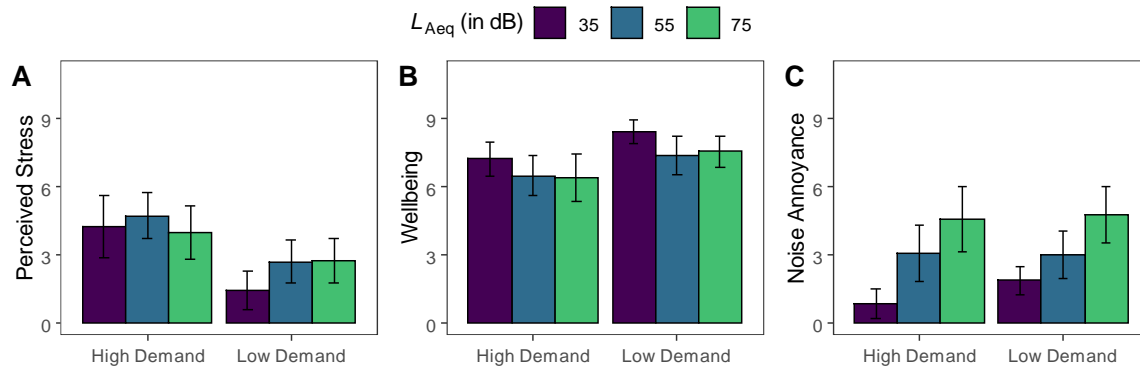 L_Aeq (in dB) 35 55 75
A
Perceived Stress
9
6
3
0
High Demand Low Demand
B
Wellbeing
9
6
3
0
High Demand Low Demand
C
Noise Annoyance
9
6
3
0
High Demand Low Demand